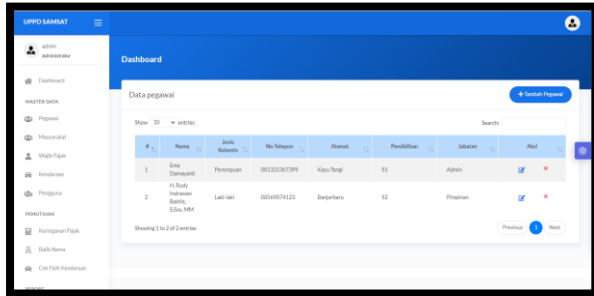 UPPD SAMSAT
admin
Administrator
Dashboard
MASTER DATA
Pegawai
Masyarakat
Wajib Pajak
Kendaraan
Pengguna
PEMUTIHAN
Keringanan Pajak
Balik Nama
Cek Fisik Kendaraan
REPORT
Dashboard
Data pegawai
+ Tambah Pegawai
Show 10 entries
Search:
# Nama Jenis Kelamin No Telepon Alamat Pendidikan Jabatan Aksi
1 Ema Damayanti Perempuan 081331367399 Kayu Tangi S1 Admin
2 H. Rudy Indrawan Baktie, S.Sos, MM Laki-laki 08569874123 Banjarbaru S2 Pimpinan
Showing 1 to 2 of 2 entries
Previous 1 Next